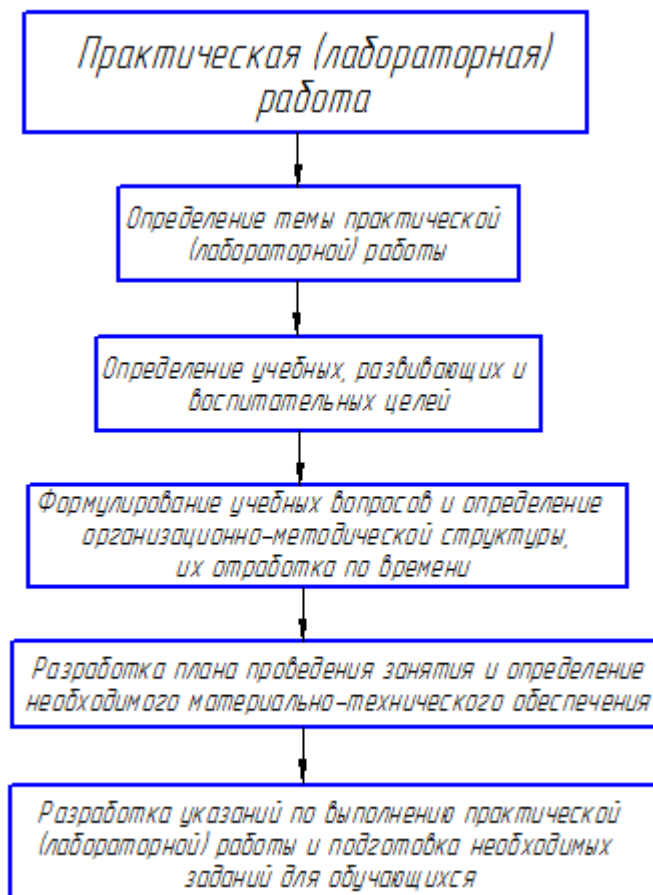 Практическая (лабораторная)
работа
Определение темы практической
(лабораторной) работы
Определение учебных, развивающих и
воспитательных целей
Формулирование учебных вопросов и определение
организационно-методической структуры,
их отработка по времени
Разработка плана проведения занятия и определение
необходимого материально-технического обеспечения
Разработка указаний по выполнению практической
(лабораторной) работы и подготовка необходимых
заданий для обучающихся